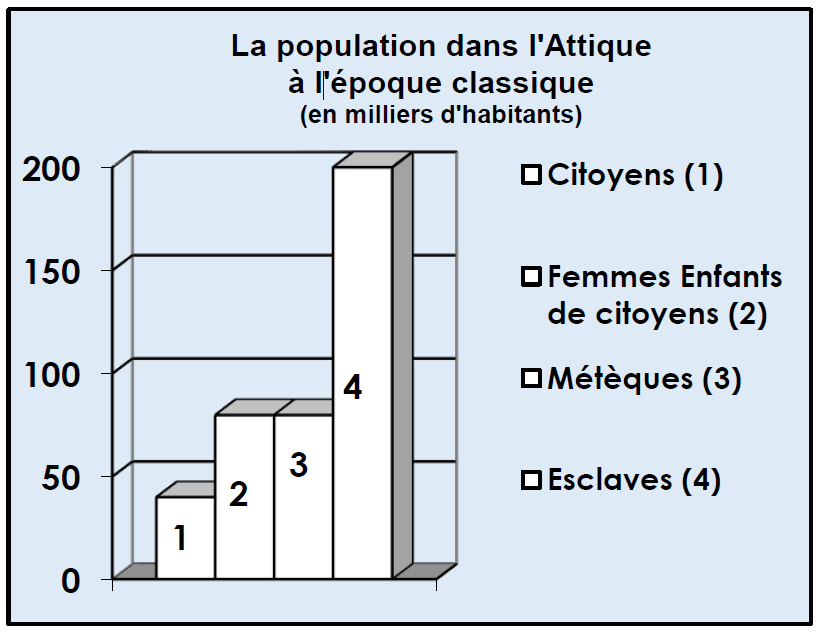 La population dans l'Attique
à l'époque classique
(en milliers d'habitants)
200
150
100
50
0
1
2
3
4
Citoyens (1)
Femmes Enfants
de citoyens (2)
Métèques (3)
Esclaves (4)